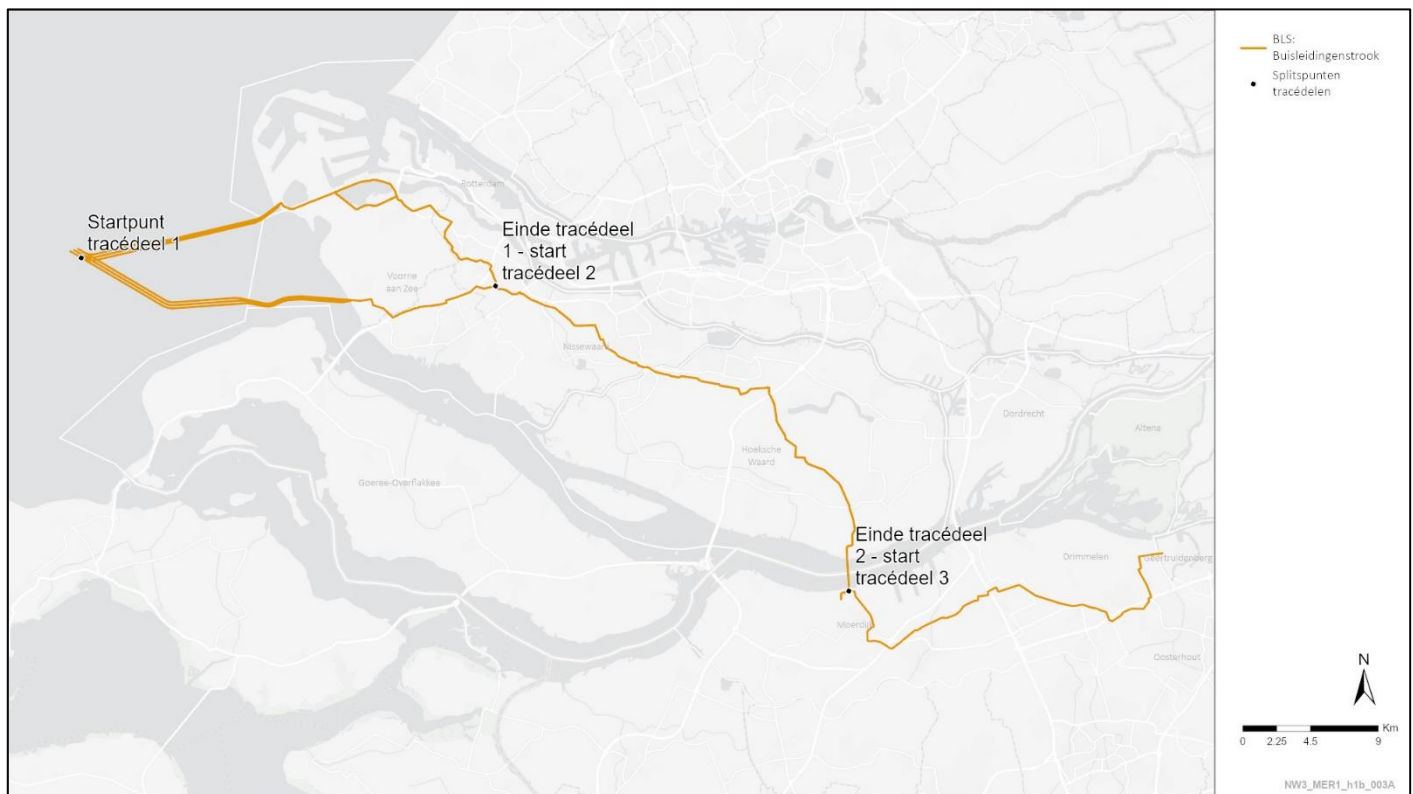 BLS:
Buisleidingenstrook
Splitspunten
tracédelen
Rotterdam
Startpunt
tracédeel 1
Einde tracédeel
1 - start
tracédeel 2
Voorne
aan Zee
Nissewaard
Dordrecht
Altena
Hoeksche
Waard
Goeree-Overflakkee
Einde tracédeel
2 - start
tracédeel 3
Drimmelen
Geertruidenberg
Moerdijk
Oosterhout
N
Km
0 2.25 4.5 9
NW3_MER1_h1b_003A